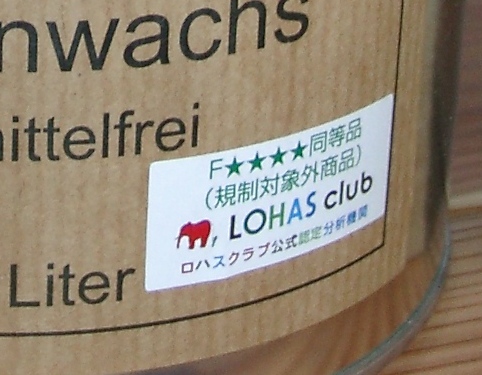 nwachs
ittelfrei
F★★★★同等品
(規制対象外商品)
LOHAS club
ロハスクラブ公式認定分析機関
Liter